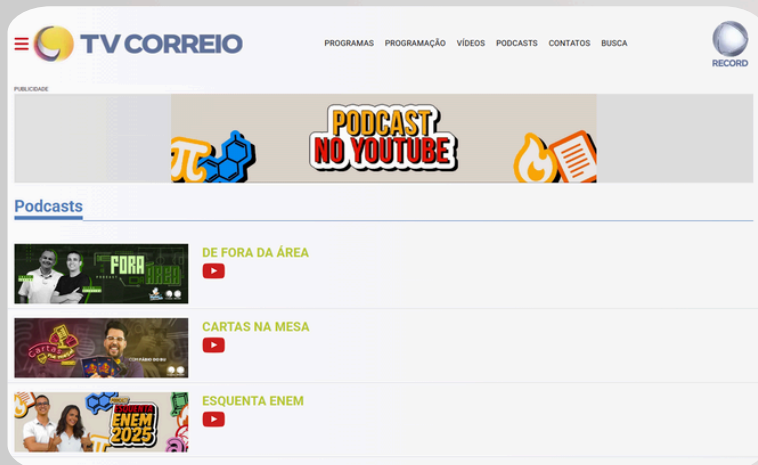 TV CORREIO
PROGRAMAS PROGRAMAÇÃO VÍDEOS PODCASTS CONTATOS BUSCA
RECORD
PUBLICIDADE
PODCAST
NO YOUTUBE
Podcasts
FORA
ÁREA
DE FORA DA ÁREA
Cartas
CARTAS NA MESA
ESQUENTA
ENEM
2025
ESQUENTA ENEM